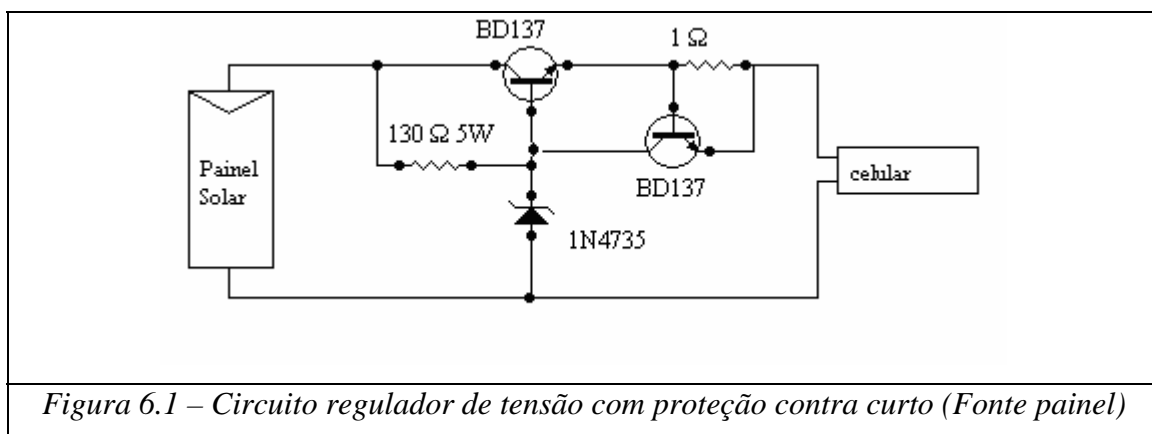 BD137
1 Ω
130 Ω 5W
Painel
Solar
celular
BD137
1N4735
Figura 6.1 – Circuito regulador de tensão com proteção contra curto (Fonte painel)